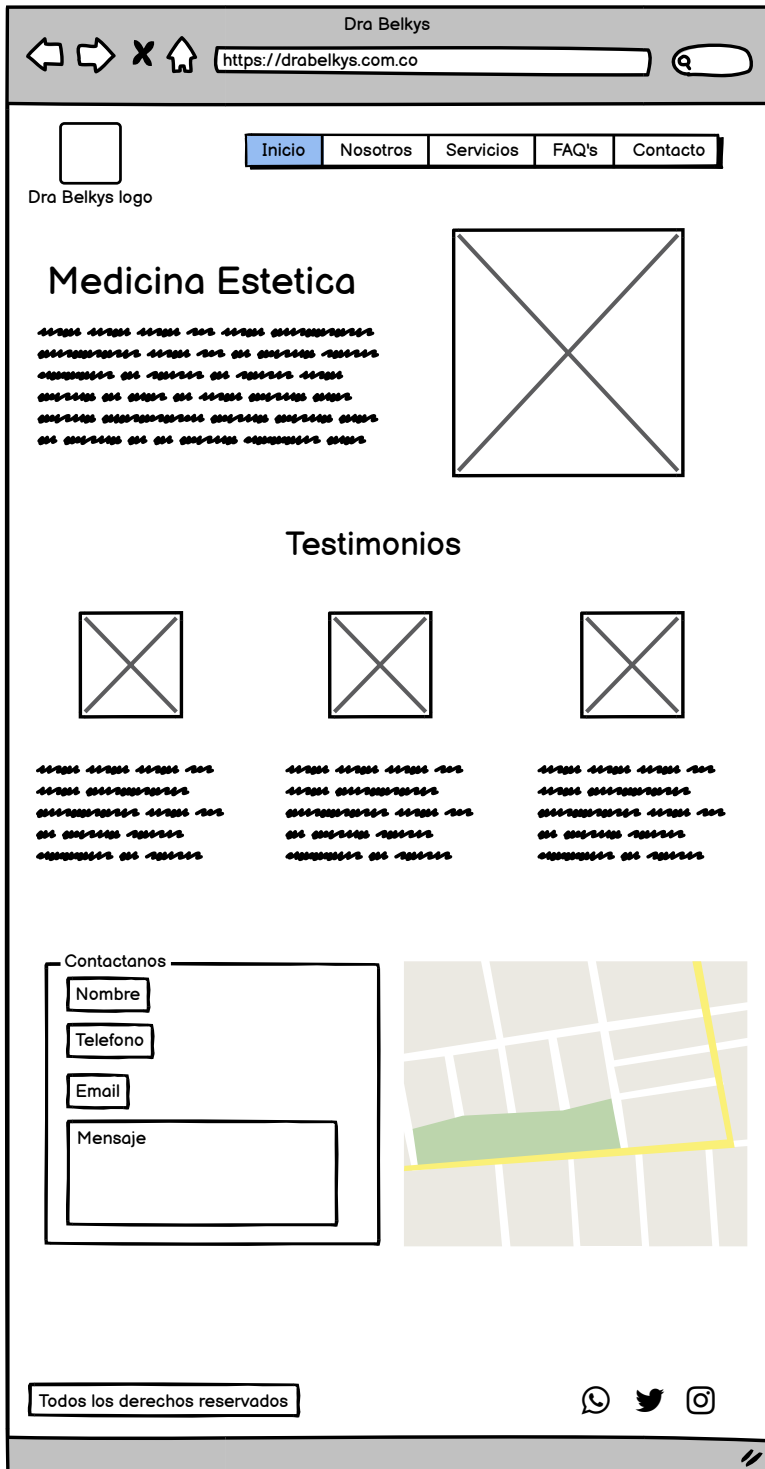 Dra Belkys
https://drabelkys.com.co
Inicio Nosotros Servicios FAQ's Contacto
Dra Belkys logo
Medicina Estetica
Testimonios
Contactanos
Nombre
Telefono
Email
Mensaje
Todos los derechos reservados